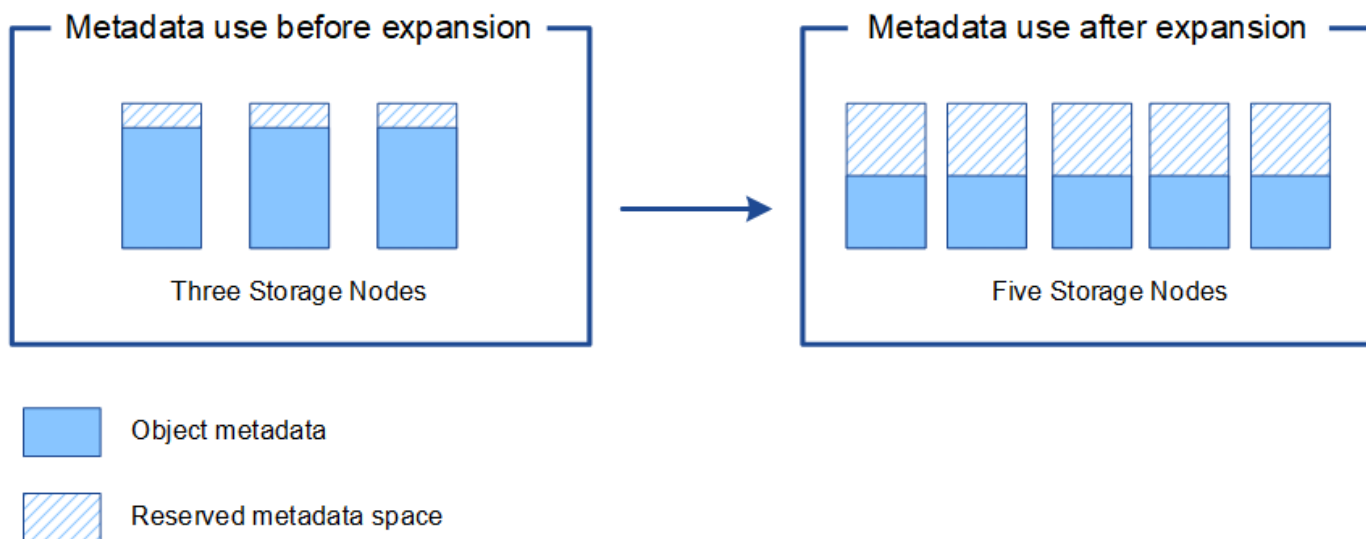 Metadata use before expansion
Metadata use after expansion
Three Storage Nodes
Five Storage Nodes
Object metadata
Reserved metadata space